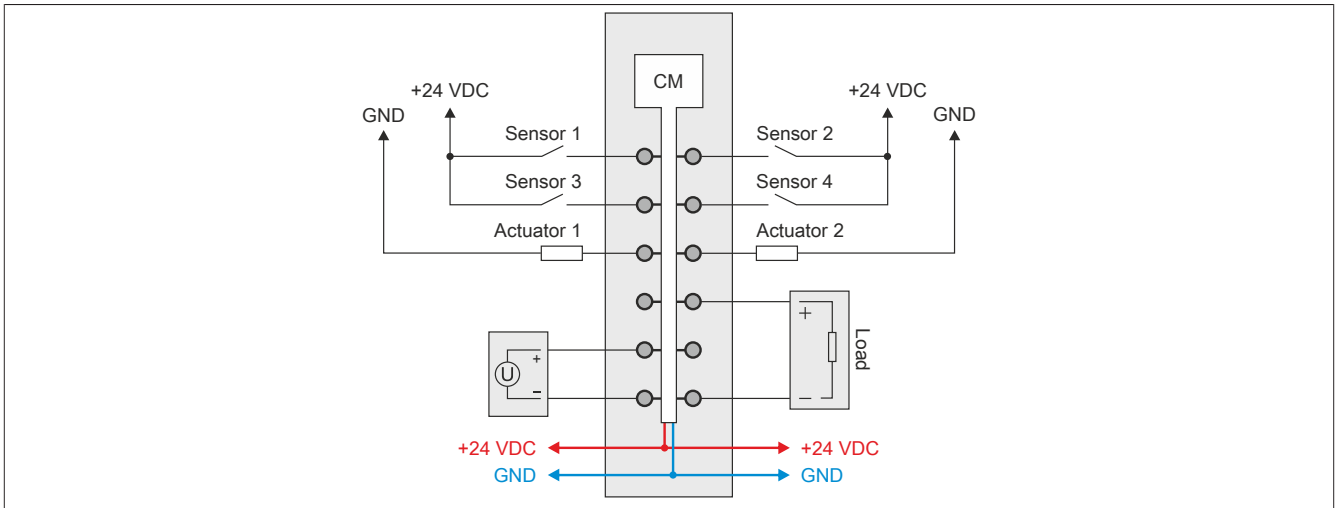 CM
+24 VDC
+24 VDC
GND
GND
Sensor 1
Sensor 2
Sensor 3
Sensor 4
Actuator 1
Actuator 2
+
-
U
+
-
Load
+24 VDC
+24 VDC
GND
GND